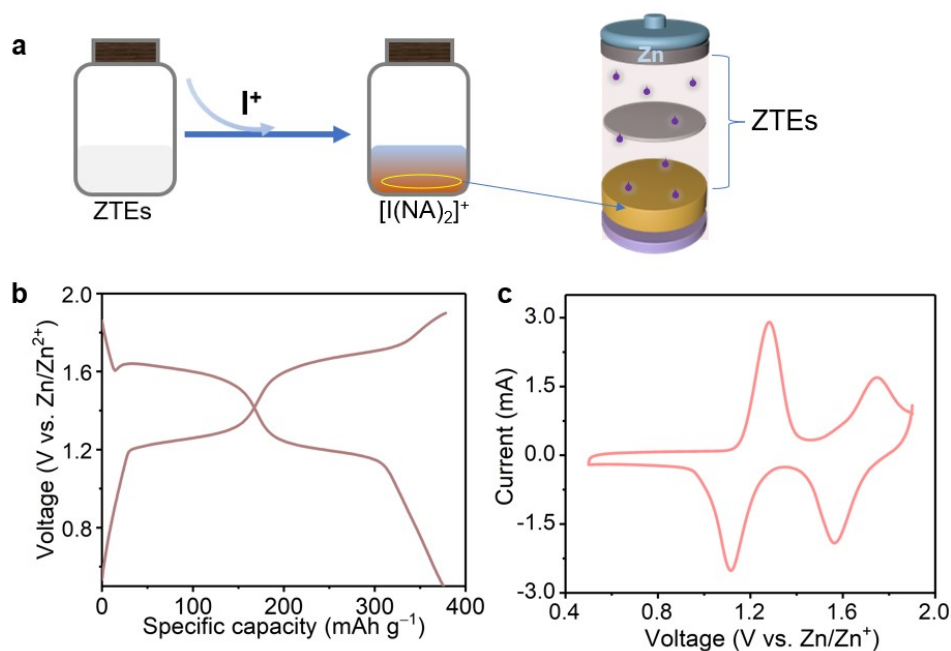 a
I⁺
ZTEs
[I(NA)₂]⁺
Zn
ZTEs
b
2.0
1.6
1.2
0.8
Voltage (V vs. Zn/Zn²⁺)
0
100
200
300
400
Specific capacity (mAh g⁻¹)
c
3.0
1.5
0.0
-1.5
-3.0
Current (mA)
0.4
0.8
1.2
1.6
2.0
Voltage (V vs. Zn/Zn⁺)